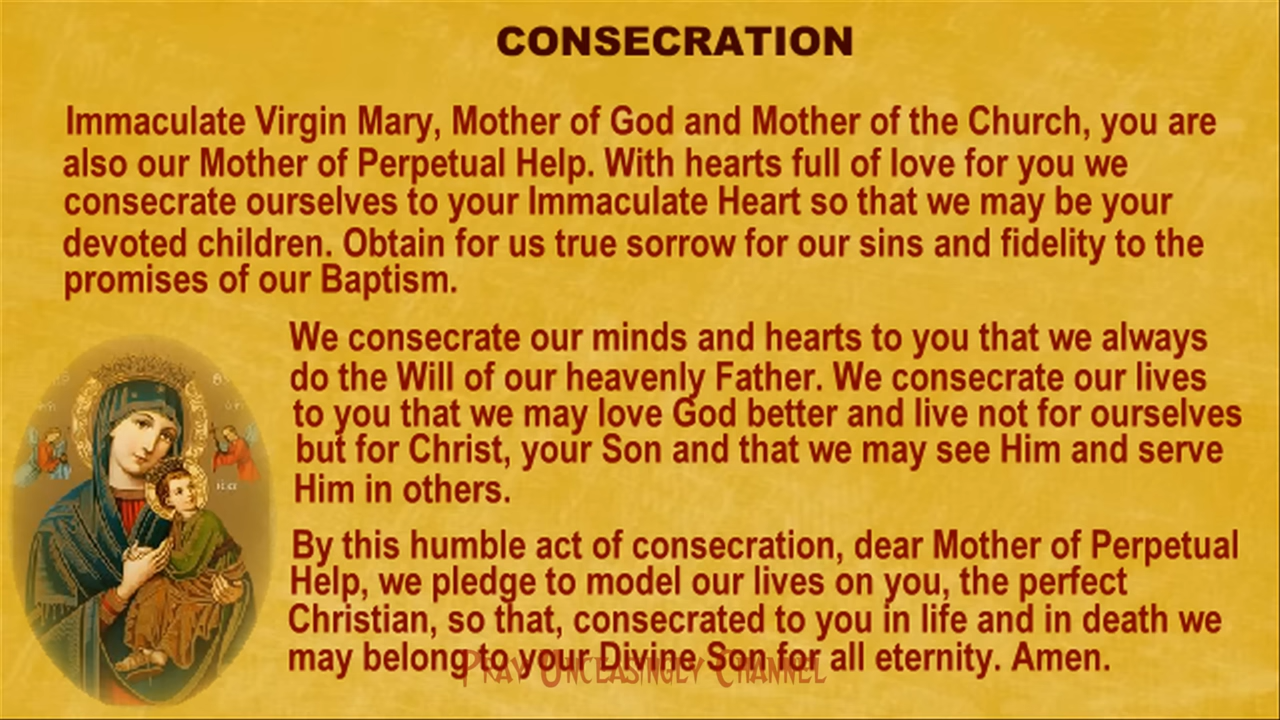 CONSECRATION
Immaculate Virgin Mary, Mother of God and Mother of the Church, you are
also our Mother of Perpetual Help. With hearts full of love for you we
consecrate ourselves to your Immaculate Heart so that we may be your
devoted children. Obtain for us true sorrow for our sins and fidelity to the
promises of our Baptism.
We consecrate our minds and hearts to you that we always
do the Will of our heavenly Father. We consecrate our lives
to you that we may love God better and live not for ourselves
but for Christ, your Son and that we may see Him and serve
Him in others.
By this humble act of consecration, dear Mother of Perpetual
Help, we pledge to model our lives on you, the perfect
Christian, so that, consecrated to you in life and in death we
may belong to your Divine Son for all eternity. Amen.
Pray Unceasingly Channel